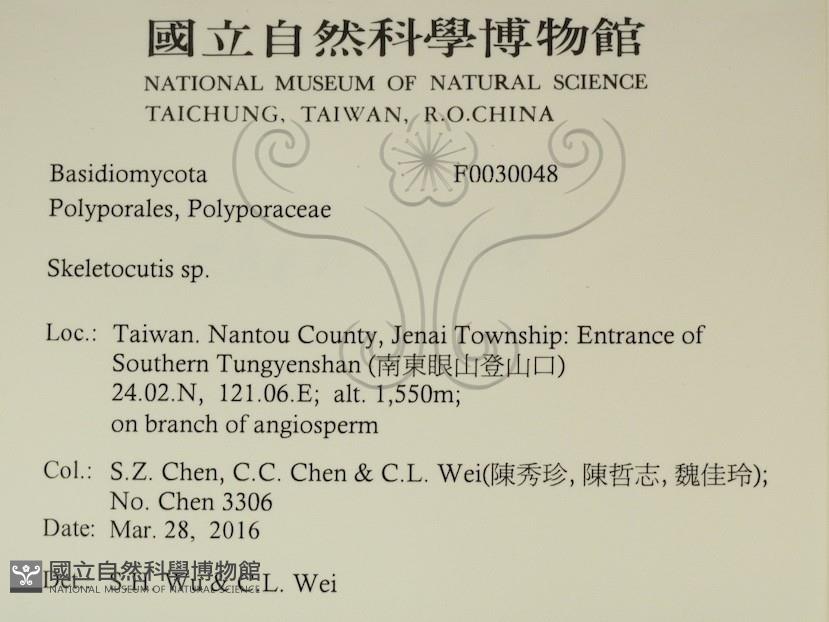 國立自然科學博物館
NATIONAL MUSEUM OF NATURAL SCIENCE
TAICHUNG, TAIWAN, R.O.CHINA
Basidiomycota F0030048
Polyporales, Polyporaceae
Skeletocutis sp.
Loc.: Taiwan. Nantou County, Jenai Township: Entrance of
Southern Tungyenshan (南東眼山登山口)
24.02.N, 121.06.E; alt. 1,550m;
on branch of angiosperm
Col.: S.Z. Chen, C.C. Chen & C.L. Wei(陳秀珍, 陳哲志, 魏佳玲);
No. Chen 3306
Date: Mar. 28, 2016
Det.: S.H. Wu & C.L. Wei
國立自然科學博物館
NATIONAL MUSEUM OF NATURAL SCIENCE